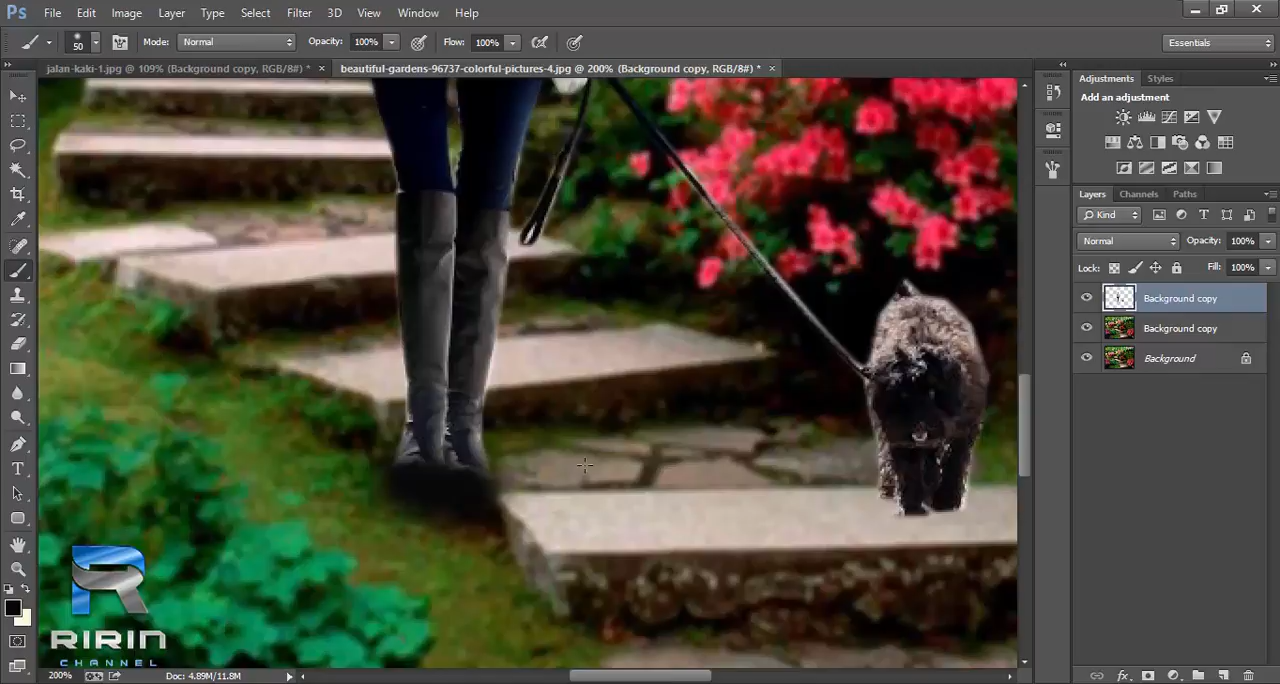 Ps File Edit Image Layer Type Select Filter 3D View Window Help
50 Mode: Normal Opacity: 100% Flow: 100% Essentials
jalan-kaki-1.jpg @ 109% (Background copy, RGB/8#) * × beautiful-gardens-96737-colorful-pictures-4.jpg @ 200% (Background copy, RGB/8#) * ×
Adjustments Styles
Add an adjustment
Layers Channels Paths
Kind
Normal Opacity: 100%
Lock: Fill: 100%
Background copy
Background copy
Background
RIRIN
CHANNEL
200% Doc: 4.89M/11.8M